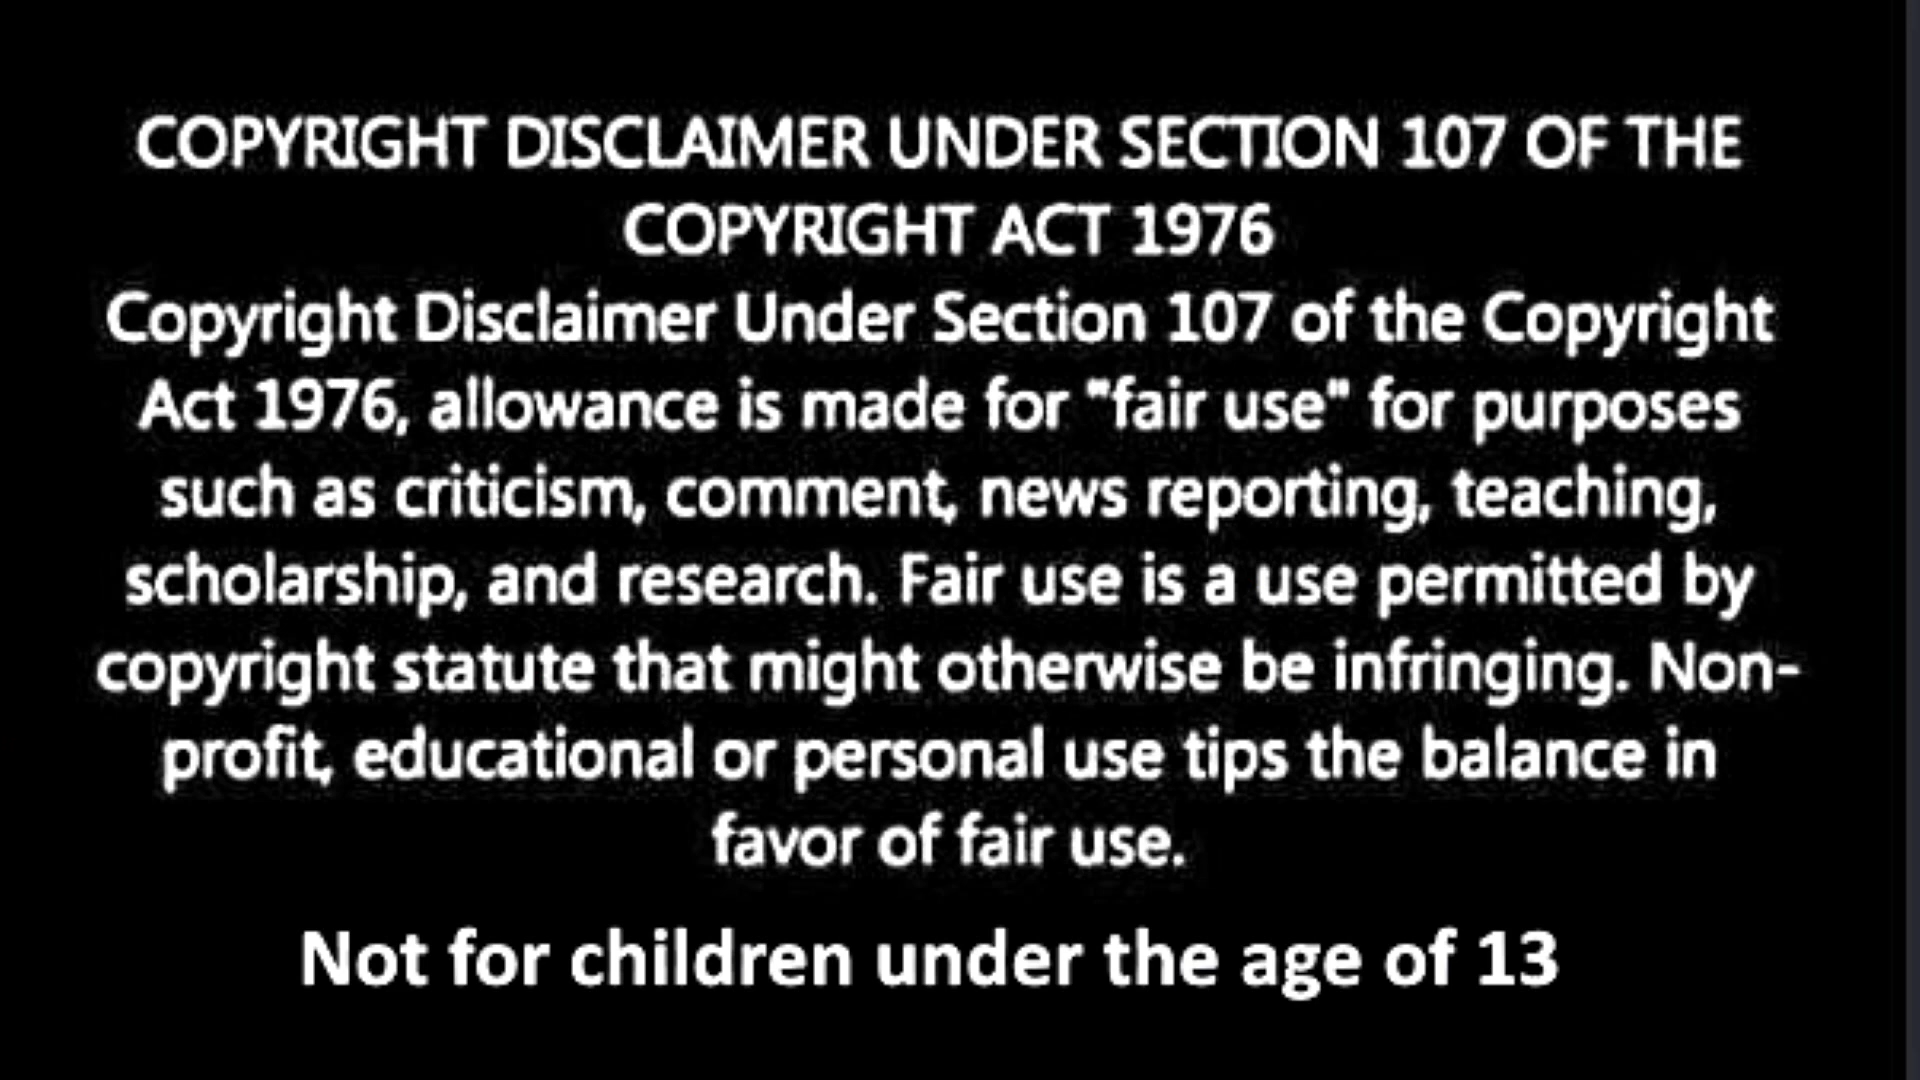 COPYRIGHT DISCLAIMER UNDER SECTION 107 OF THE
COPYRIGHT ACT 1976
Copyright Disclaimer Under Section 107 of the Copyright
Act 1976, allowance is made for "fair use" for purposes
such as criticism, comment, news reporting, teaching,
scholarship, and research. Fair use is a use permitted by
copyright statute that might otherwise be infringing. Non-
profit, educational or personal use tips the balance in
favor of fair use.
Not for children under the age of 13